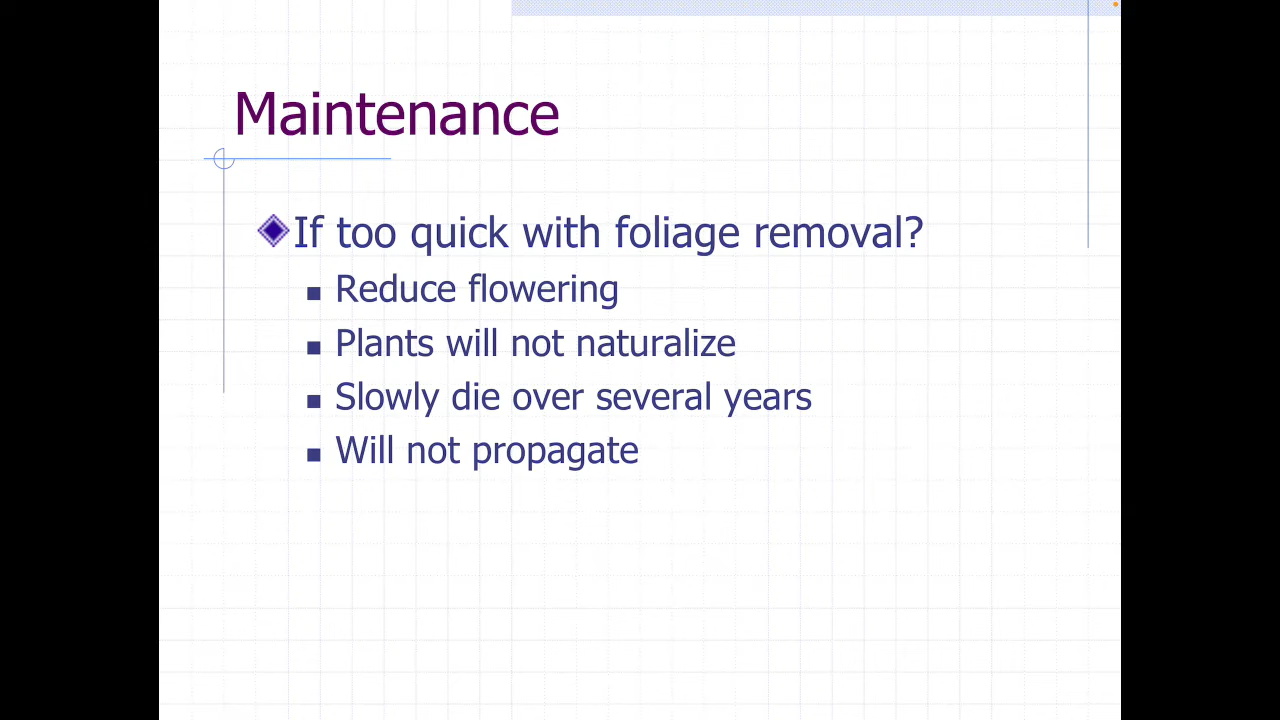 Maintenance
If too quick with foliage removal?
Reduce flowering
Plants will not naturalize
Slowly die over several years
Will not propagate